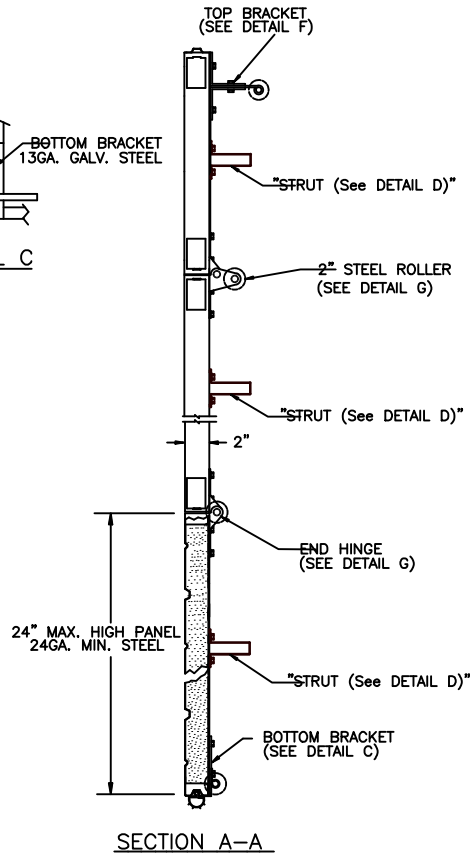 TOP BRACKET
(SEE DETAIL F)
BOTTOM BRACKET
13GA. GALV. STEEL
"STRUT (See DETAIL D)"
C
2" STEEL ROLLER
(SEE DETAIL G)
"STRUT (See DETAIL D)"
2"
END HINGE
(SEE DETAIL G)
24" MAX. HIGH PANEL
24GA. MIN. STEEL
"STRUT (See DETAIL D)"
BOTTOM BRACKET
(SEE DETAIL C)
SECTION A-A